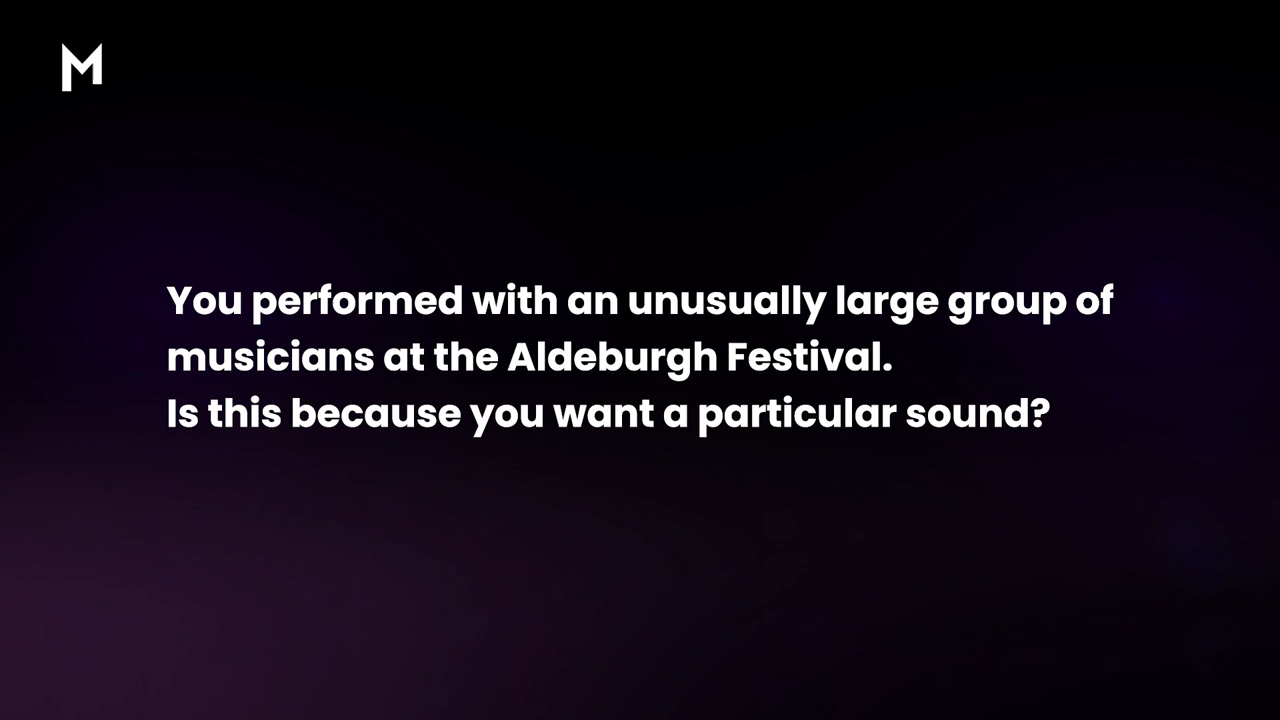 M
You performed with an unusually large group of
musicians at the Aldeburgh Festival.
Is this because you want a particular sound?